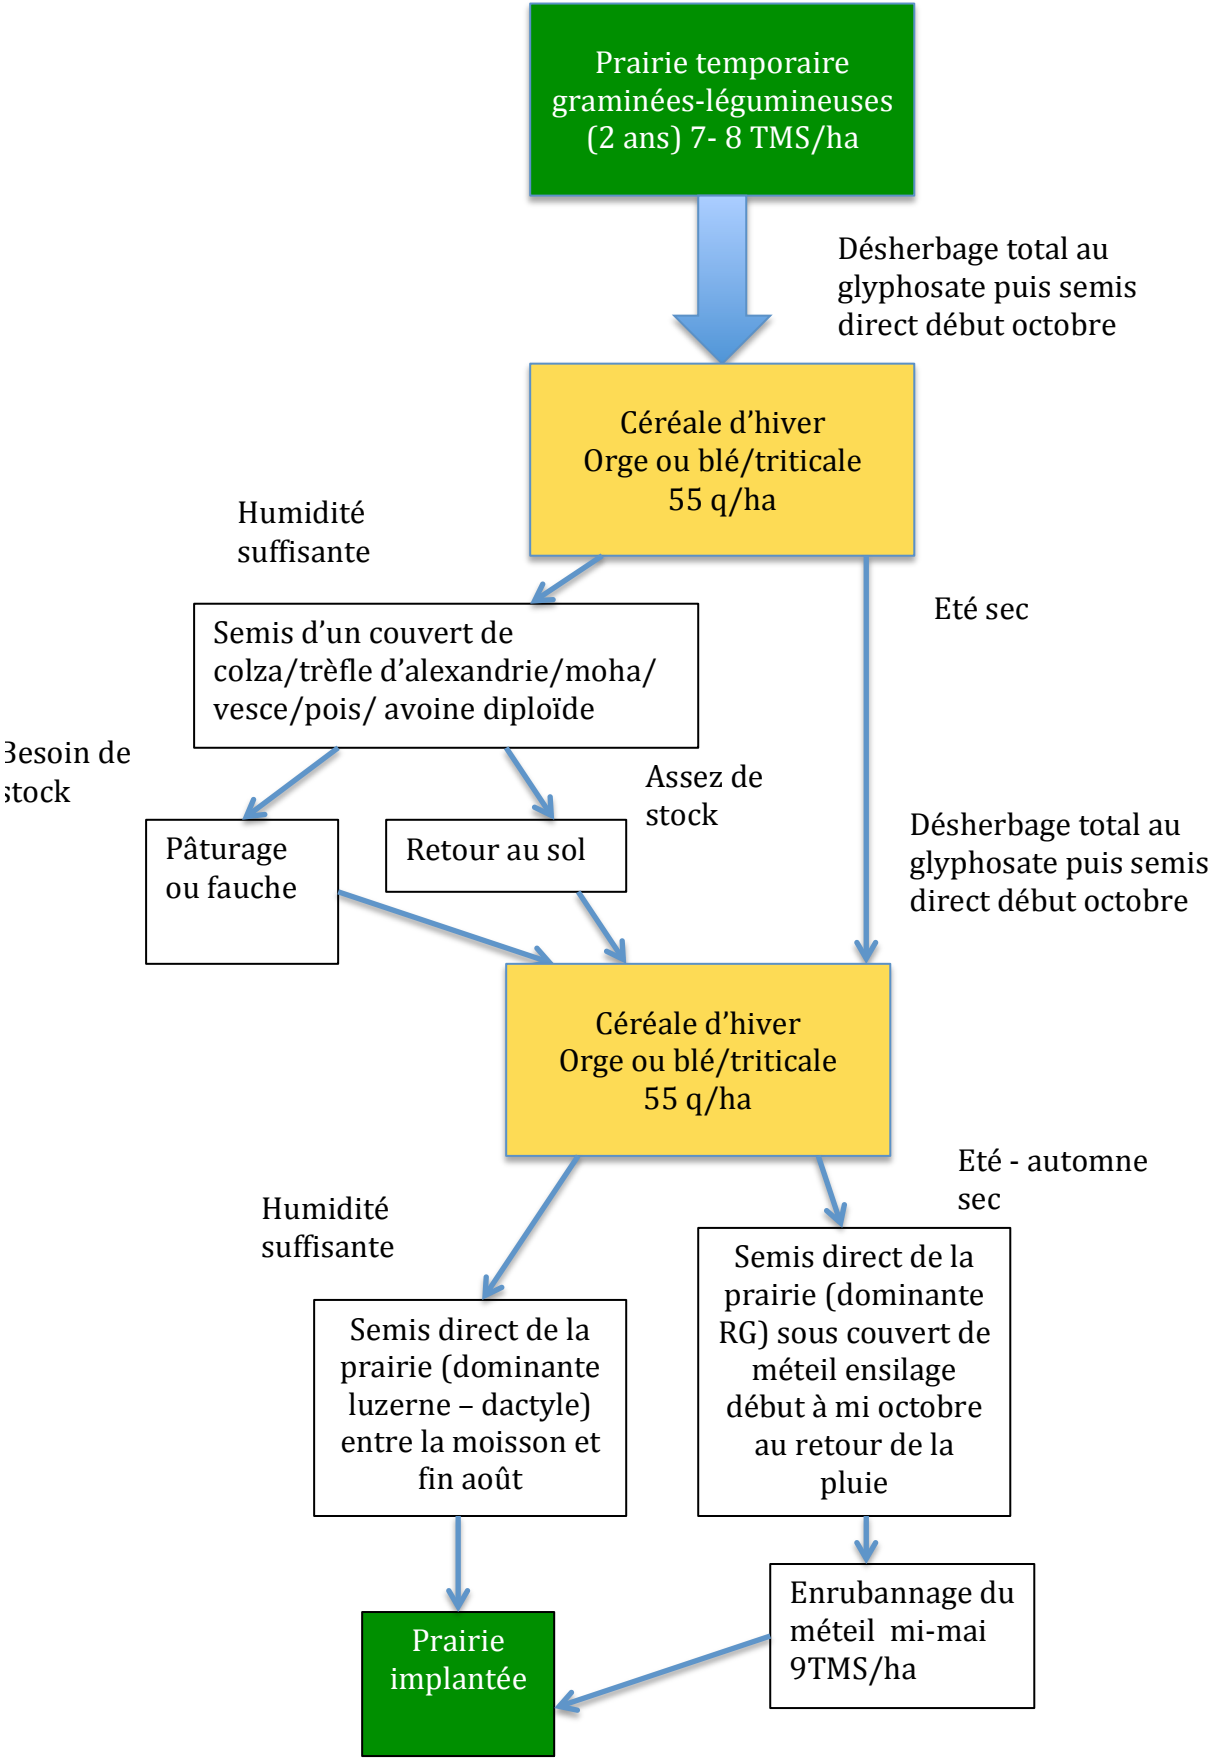 Prairie temporaire
graminées-légumineuses
(2 ans) 7- 8 TMS/ha
Désherbage total au
glyphosate puis semis
direct début octobre
Céréale d’hiver
Orge ou blé/triticale
55 q/ha
Humidité
suffisante
Eté sec
Semis d’un couvert de
colza/trèfle d’alexandrie/moha/
vesce/pois/ avoine diploïde
Besoin de
stock
Assez de
stock
Pâturage
ou fauche
Retour au sol
Désherbage total au
glyphosate puis semis
direct début octobre
Céréale d’hiver
Orge ou blé/triticale
55 q/ha
Humidité
suffisante
Eté - automne
sec
Semis direct de la
prairie (dominante
luzerne – dactyle)
entre la moisson et
fin août
Semis direct de la
prairie (dominante
RG) sous couvert de
méteil ensilage
début à mi octobre
au retour de la
pluie
Enrubannage du
méteil  mi-mai
9TMS/ha
Prairie
implantée